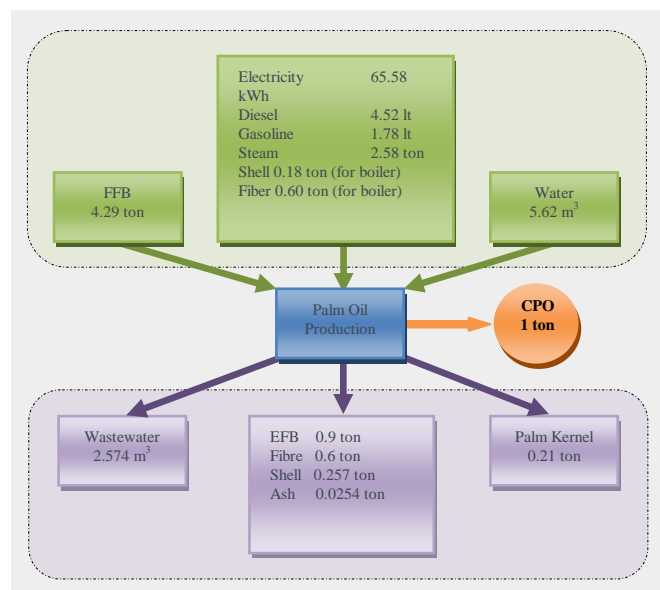 Electricity 65.58
kWh
Diesel 4.52 lt
Gasoline 1.78 lt
Steam 2.58 ton
Shell 0.18 ton (for boiler)
Fiber 0.60 ton (for boiler)
FFB
4.29 ton
Water
5.62 m³
Palm Oil
Production
CPO
1 ton
Wastewater
2.574 m³
EFB 0.9 ton
Fibre 0.6 ton
Shell 0.257 ton
Ash 0.0254 ton
Palm Kernel
0.21 ton